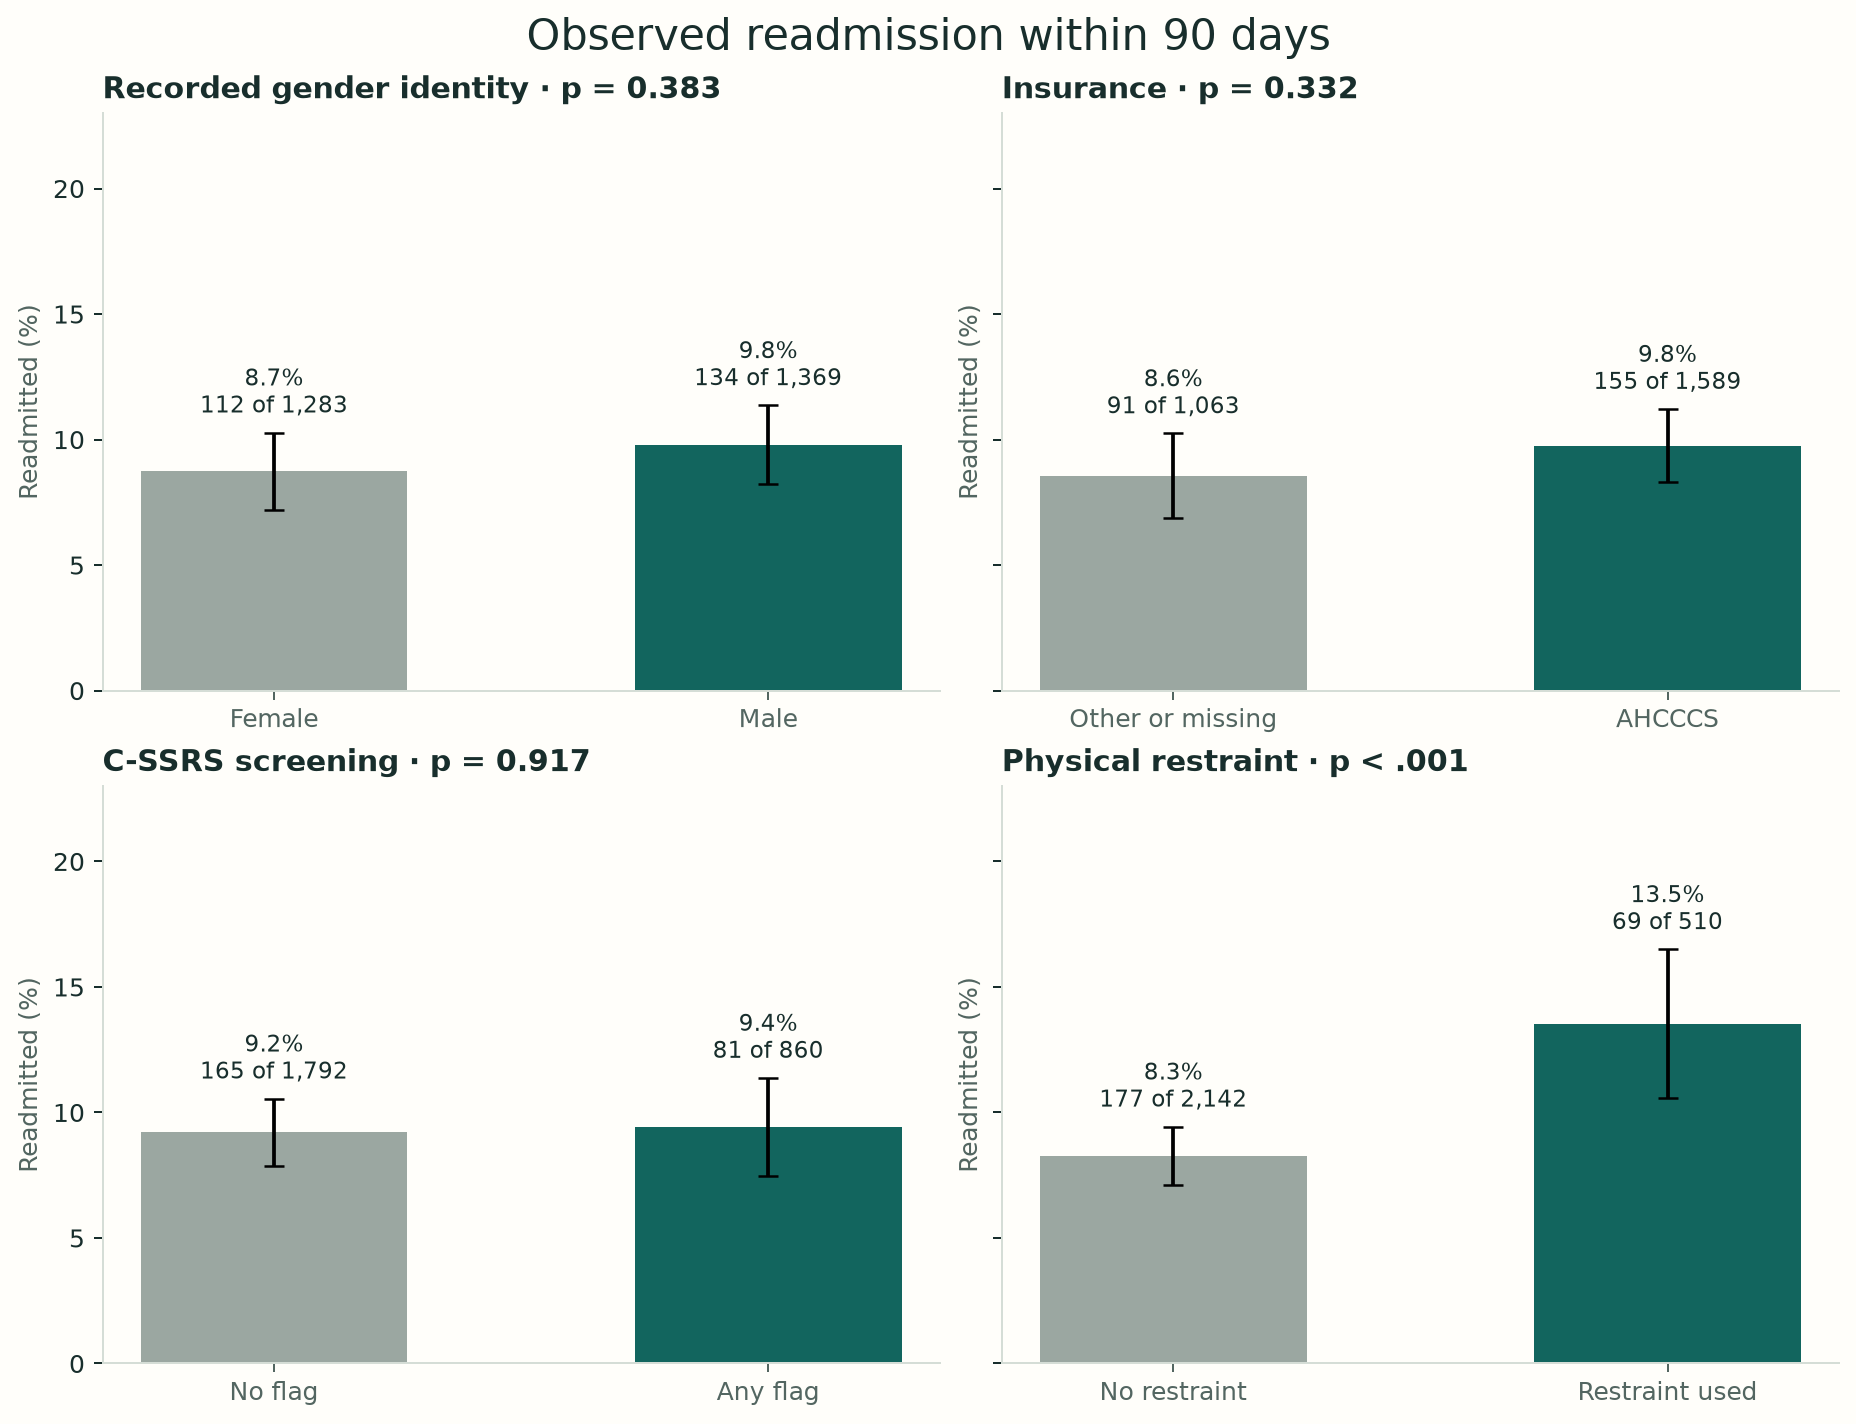 Observed readmission within 90 days
Recorded gender identity · p = 0.383
Readmitted (%)
20
15
10
5
0
8.7%
112 of 1,283
9.8%
134 of 1,369
Female
Male
Insurance · p = 0.332
Readmitted (%)
8.6%
91 of 1,063
9.8%
155 of 1,589
Other or missing
AHCCCS
C-SSRS screening · p = 0.917
Readmitted (%)
20
15
10
5
0
9.2%
165 of 1,792
9.4%
81 of 860
No flag
Any flag
Physical restraint · p < .001
Readmitted (%)
8.3%
177 of 2,142
13.5%
69 of 510
No restraint
Restraint used